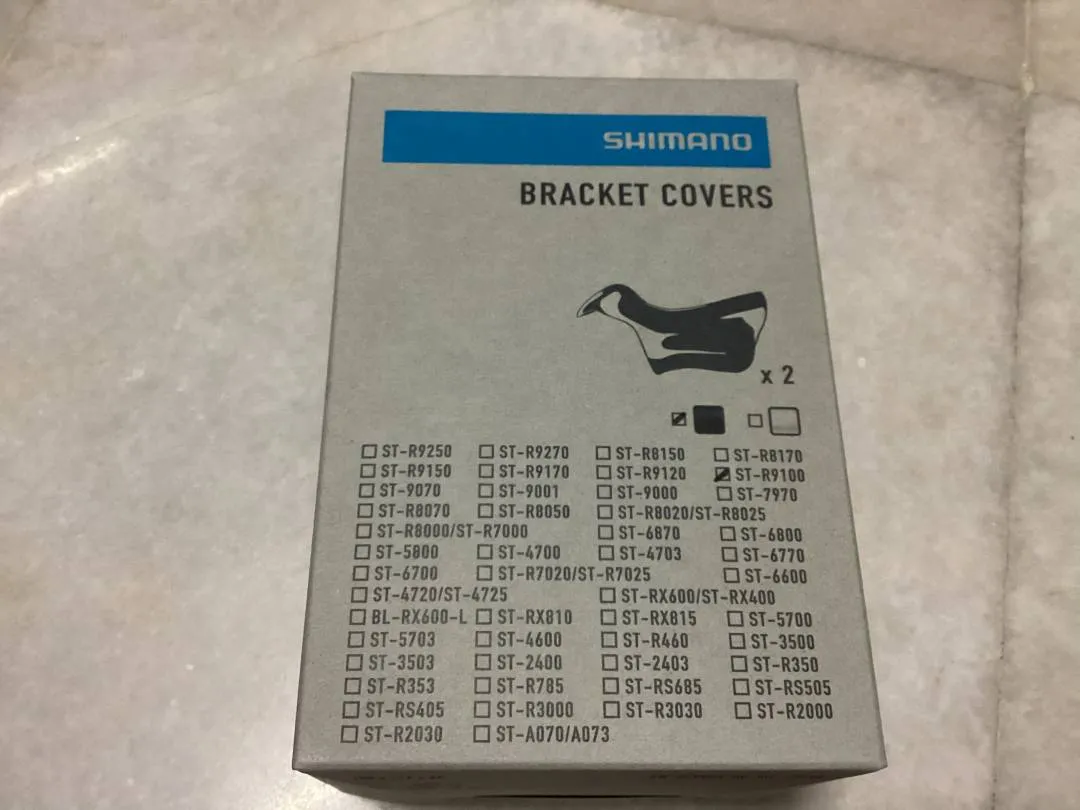 SHIMANO
BRACKET COVERS
x 2
ST-R9250 ST-R9270 ST-R8150 ST-R8170
ST-R9150 ST-R9170 ST-R9120 ST-R9100
ST-9070 ST-9001 ST-9000 ST-7970
ST-R8070 ST-R8050 ST-R8020/ST-R8025
ST-R8000/ST-R7000 ST-6870 ST-6800
ST-5800 ST-4700 ST-4703 ST-6770
ST-6700 ST-R7020/ST-R7025 ST-6600
ST-4720/ST-4725 ST-RX600/ST-RX400
BL-RX600-L ST-RX810 ST-RX815 ST-5700
ST-5703 ST-4600 ST-R460 ST-3500
ST-3503 ST-2400 ST-2403 ST-R350
ST-R353 ST-R785 ST-RS685 ST-RS505
ST-RS405 ST-R3000 ST-R3030 ST-R2000
ST-R2030 ST-A070/A073